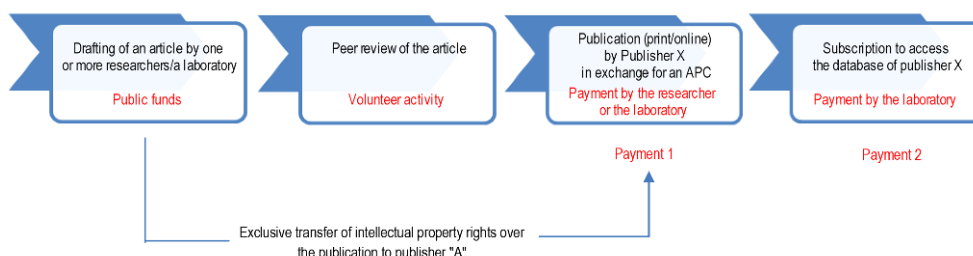 Drafting of an article by one
or more researchers/a laboratory
Public funds
Peer review of the article
Volunteer activity
Publication (print/online)
by Publisher X
in exchange for an APC
Payment by the researcher
or the laboratory
Subscription to access
the database of publisher X
Payment by the laboratory
Payment 1
Payment 2
Exclusive transfer of intellectual property rights over
the publication to publisher "A"